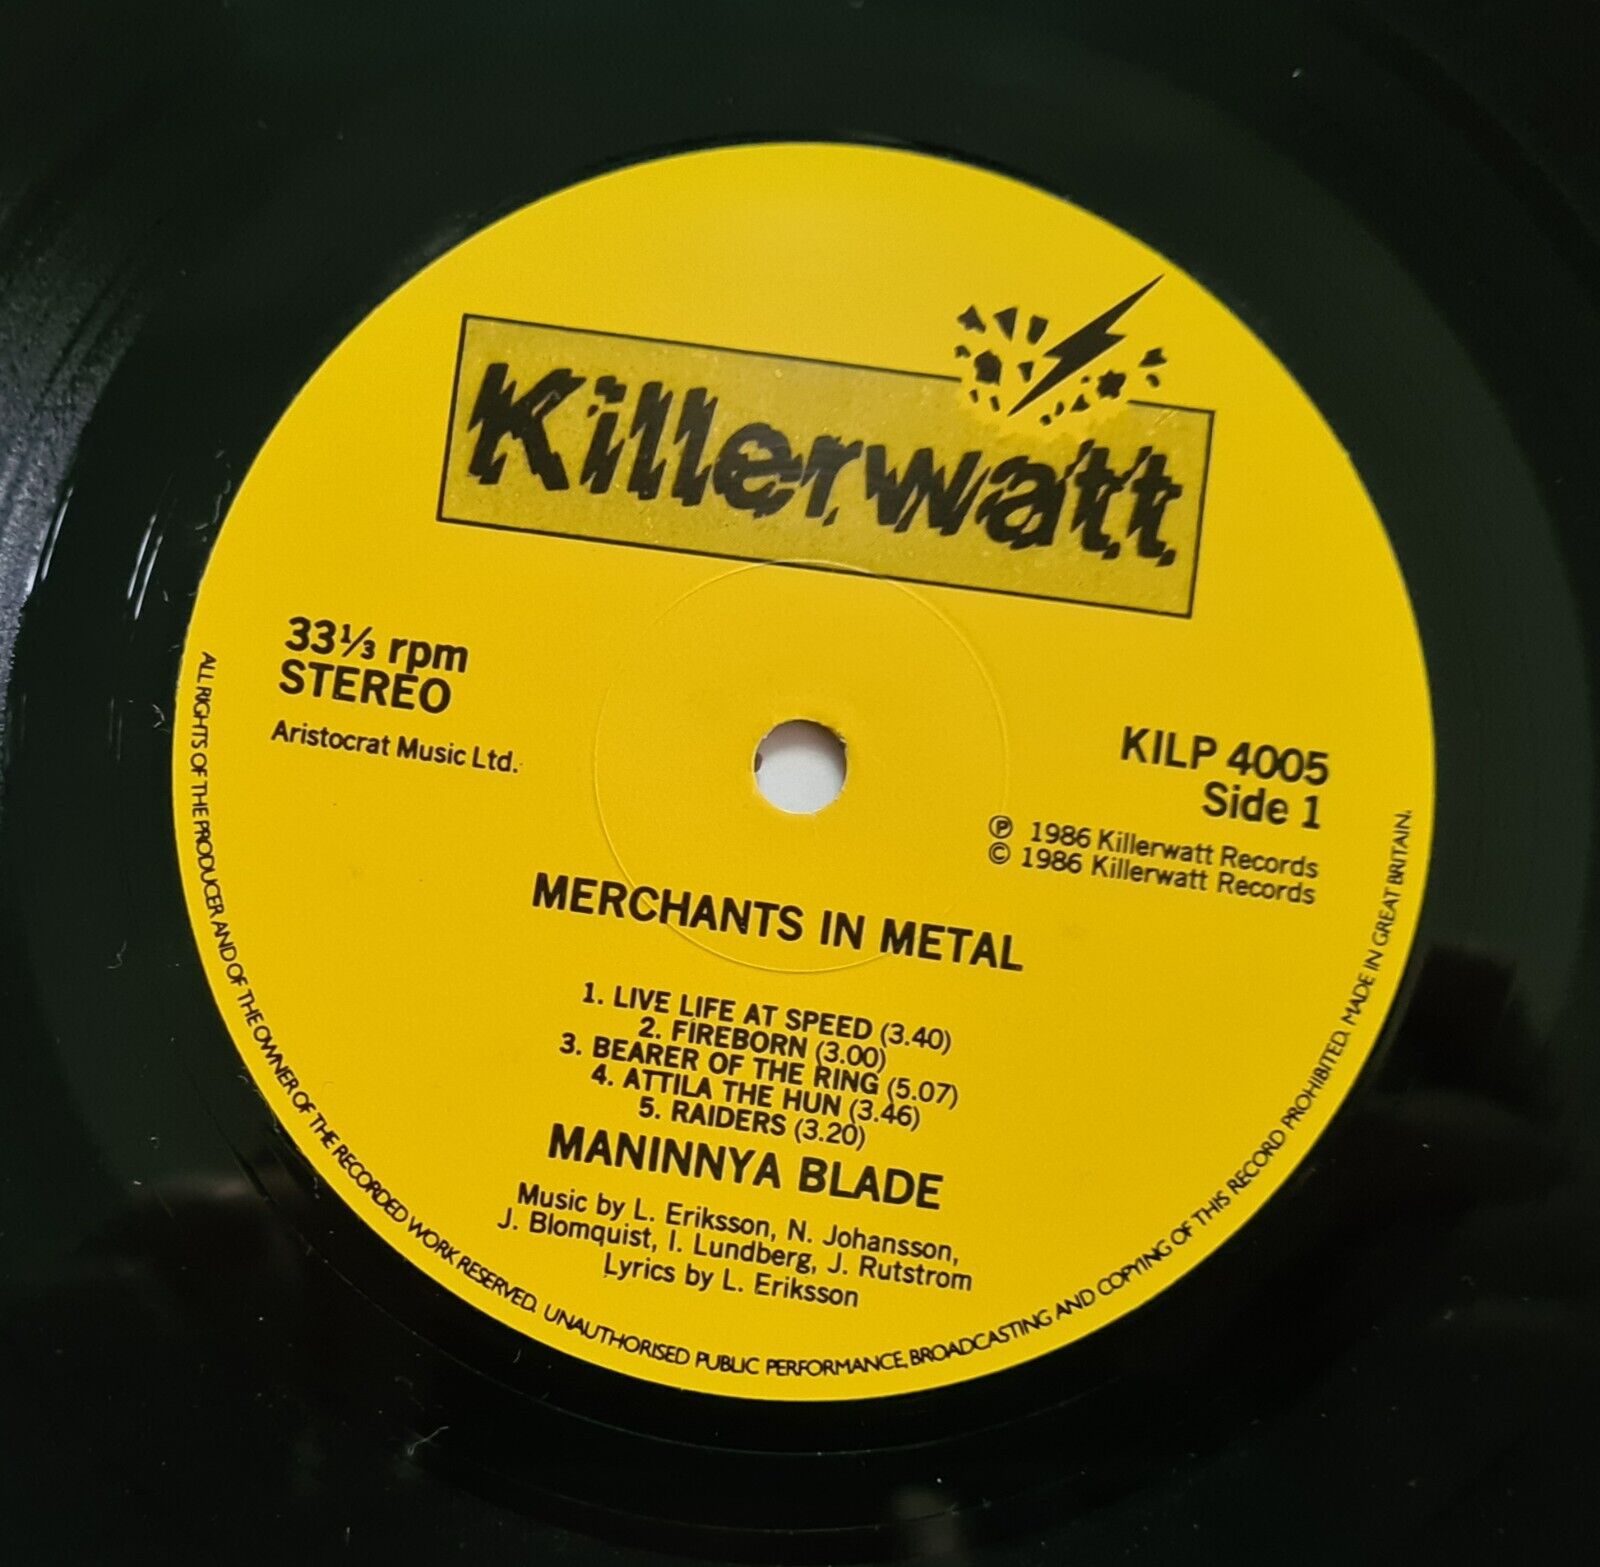 Killerwatt
33⅓ rpm
STEREO
Aristocrat Music Ltd.
KILP 4005
Side 1
Ⓟ 1986 Killerwatt Records
© 1986 Killerwatt Records
MERCHANTS IN METAL
1. LIVE LIFE AT SPEED (3.40)
2. FIREBORN (3.00)
3. BEARER OF THE RING (5.07)
4. ATTILA THE HUN (3.46)
5. RAIDERS (3.20)
MANINNYA BLADE
Music by L. Eriksson, N. Johansson,
J. Blomquist, I. Lundberg, J. Rutstrom
Lyrics by L. Eriksson
ALL RIGHTS OF THE PRODUCER AND OF THE OWNER OF THE RECORDED WORK RESERVED. UNAUTHORISED PUBLIC PERFORMANCE, BROADCASTING AND COPYING OF THIS RECORD PROHIBITED. MADE IN GREAT BRITAIN.